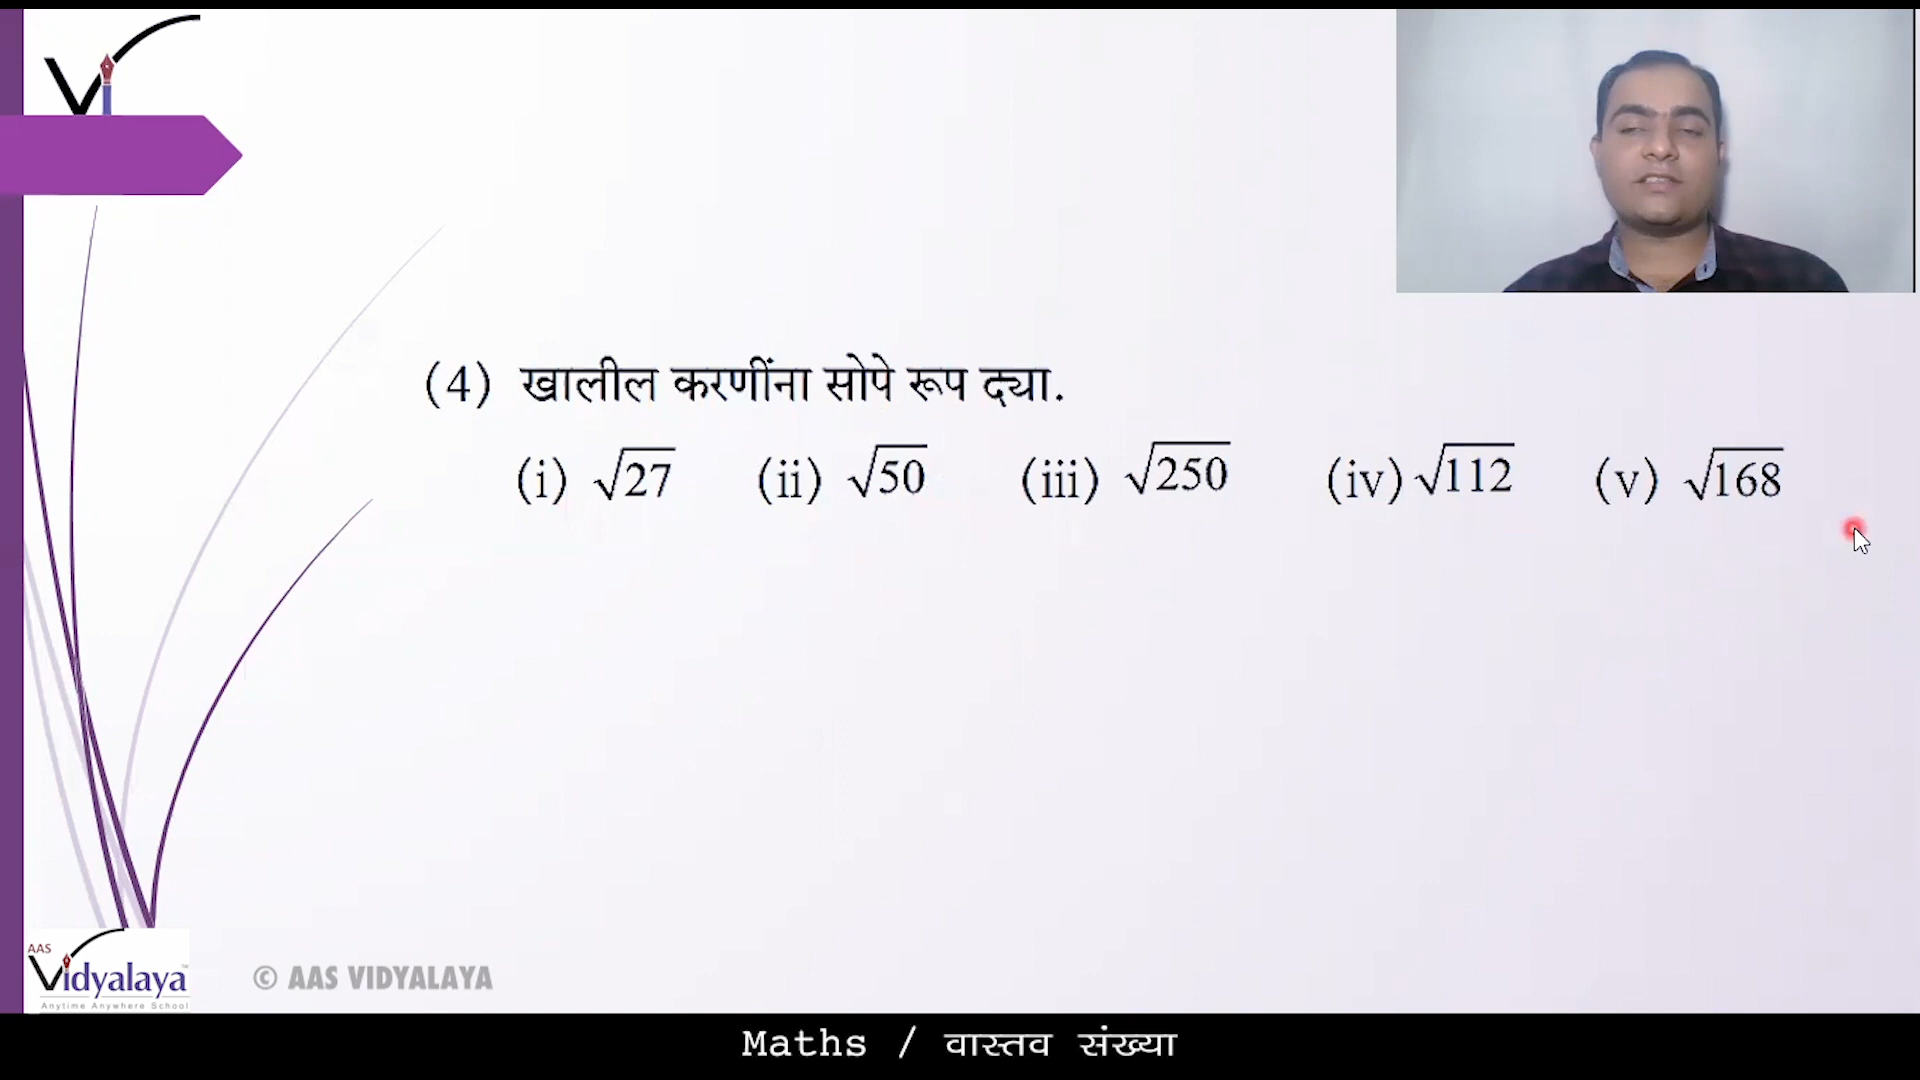 Vi
(4) खालील करणींना सोपे रूप द्या.
(i) √27 (ii) √50 (iii) √250 (iv) √112 (v) √168
AAS
Vidyalaya
Anytime Anywhere School
© AAS VIDYALAYA
Maths / वास्तव संख्या